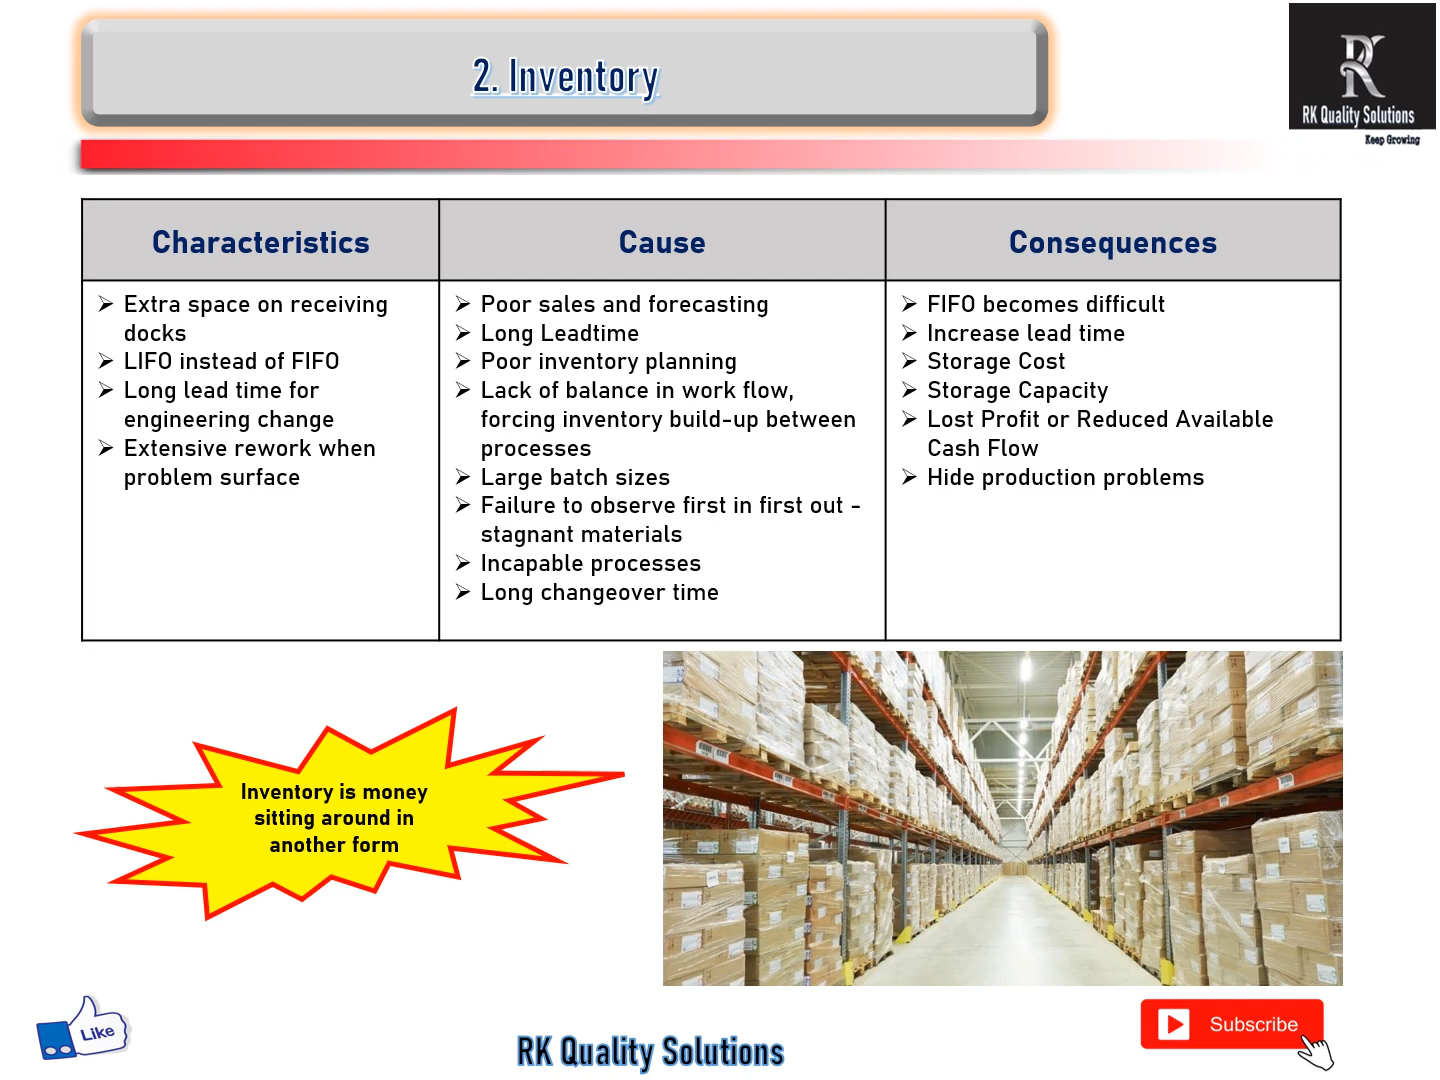 2. Inventory
RK Quality Solutions
Keep Growing
Characteristics
Cause
Consequences
➢ Extra space on receiving
docks
➢ LIFO instead of FIFO
➢ Long lead time for
engineering change
➢ Extensive rework when
problem surface
➢ Poor sales and forecasting
➢ Long Leadtime
➢ Poor inventory planning
➢ Lack of balance in work flow,
forcing inventory build-up between
processes
➢ Large batch sizes
➢ Failure to observe first in first out -
stagnant materials
➢ Incapable processes
➢ Long changeover time
➢ FIFO becomes difficult
➢ Increase lead time
➢ Storage Cost
➢ Storage Capacity
➢ Lost Profit or Reduced Available
Cash Flow
➢ Hide production problems
Inventory is money
sitting around in
another form
Like
RK Quality Solutions
Subscribe